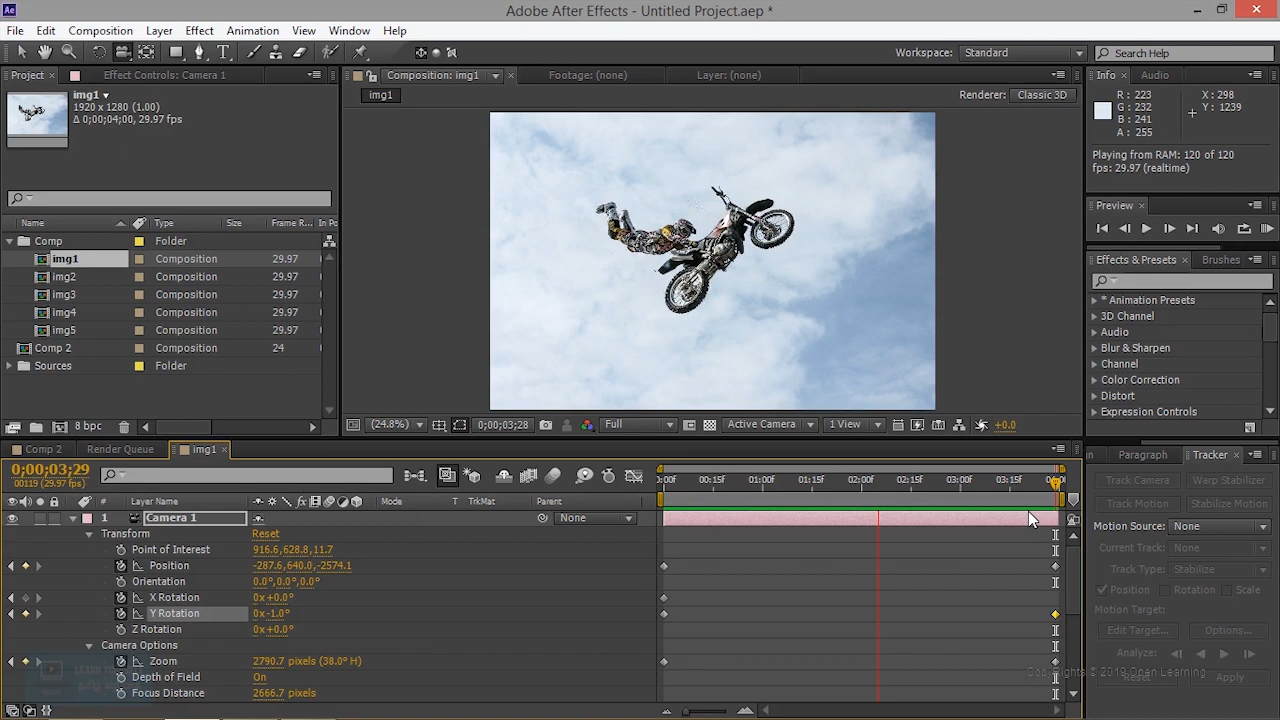 Ae Adobe After Effects - Untitled Project.aep *
File Edit Composition Layer Effect Animation View Window Help
Workspace: Standard Search Help
Project × Effect Controls: Camera 1 Composition: img1 × Footage: (none) Layer: (none) Info × Audio
img1 Renderer: Classic 3D
img1
1920 x 1280 (1.00)
Δ 0;00;04;00, 29.97 fps
R : 223 X : 298
G : 232 Y : 1239
B : 241
A : 255
Playing from RAM: 120 of 120
fps: 29.97 (realtime)
Preview ×
Name Type Size Frame R... In Po
Comp Folder
img1 Composition 29.97
img2 Composition 29.97
img3 Composition 29.97
img4 Composition 29.97
img5 Composition 29.97
Comp 2 Composition 24
Sources Folder
Effects & Presets × Brushes
* Animation Presets
3D Channel
Audio
Blur & Sharpen
Channel
Color Correction
Distort
Expression Controls
8 bpc (24.8%) 0;00;03;28 Full Active Camera 1 View +0.0
Comp 2 Render Queue img1 × Paragraph Tracker ×
0;00;03;29
00119 (29.97 fps)
:00f 00:15f 01:00f 01:15f 02:00f 02:15f 03:00f 03:15f
# Layer Name Mode T TrkMat Parent
1 Camera 1 None
Transform Reset
Point of Interest 916.6,628.8,11.7
Position -287.6,640.0,-2574.1
Orientation 0.0°,0.0°,0.0°
X Rotation 0x+0.0°
Y Rotation 0x-1.0°
Z Rotation 0x+0.0°
Camera Options
Zoom 2790.7 pixels (38.0° H)
Depth of Field On
Focus Distance 2666.7 pixels
Track Camera Warp Stabilizer
Track Motion Stabilize Motion
Motion Source: None
Current Track: None
Track Type: Stabilize
Position Rotation Scale
Motion Target:
Edit Target... Options...
Analyze:
Reset Apply
© 2019 Open Learning